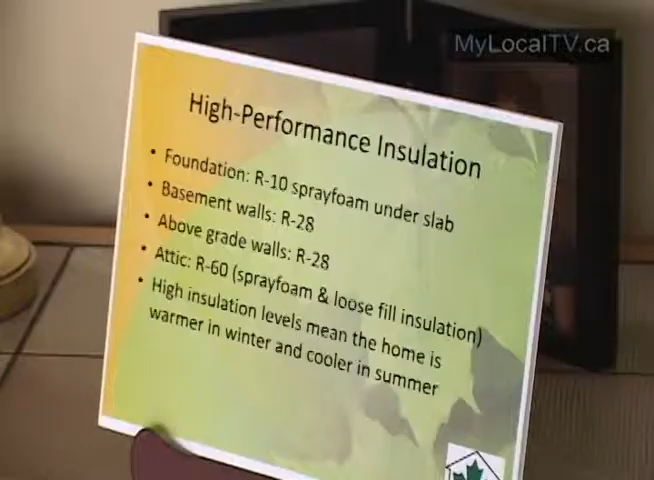 MyLocalTV.ca
High-Performance Insulation
• Foundation: R-10 sprayfoam under slab
• Basement walls: R-28
• Above grade walls: R-28
• Attic: R-60 (sprayfoam & loose fill insulation)
• High insulation levels mean the home is
warmer in winter and cooler in summer